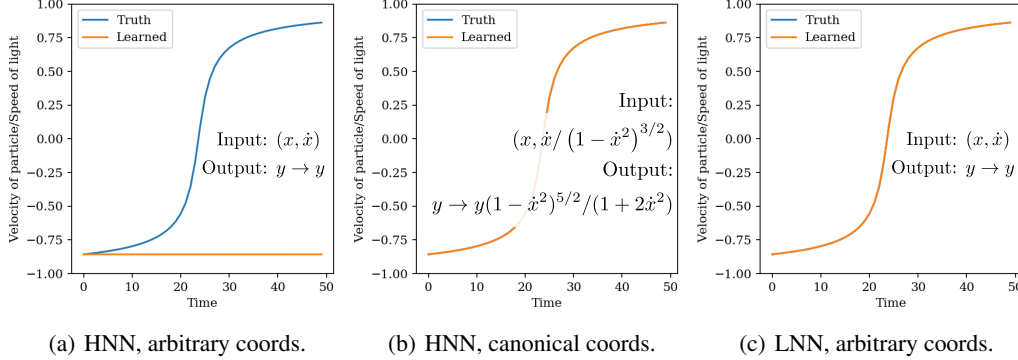 Velocity of particle/Speed of light
1.00
0.75
0.50
0.25
0.00
−0.25
−0.50
−0.75
−1.00
Truth
Learned
Input: (x, ẋ)
Output: y → y
0 10 20 30 40 50
Time
(a) HNN, arbitrary coords.
Velocity of particle/Speed of light
1.00
0.75
0.50
0.25
0.00
−0.25
−0.50
−0.75
−1.00
Truth
Learned
Input:
(x, ẋ/ (1 − ẋ²)^{3/2})
Output:
y → y(1 − ẋ²)^{5/2}/(1 + 2ẋ²)
0 10 20 30 40 50
Time
(b) HNN, canonical coords.
Velocity of particle/Speed of light
1.00
0.75
0.50
0.25
0.00
−0.25
−0.50
−0.75
−1.00
Truth
Learned
Input: (x, ẋ)
Output: y → y
0 10 20 30 40 50
Time
(c) LNN, arbitrary coords.